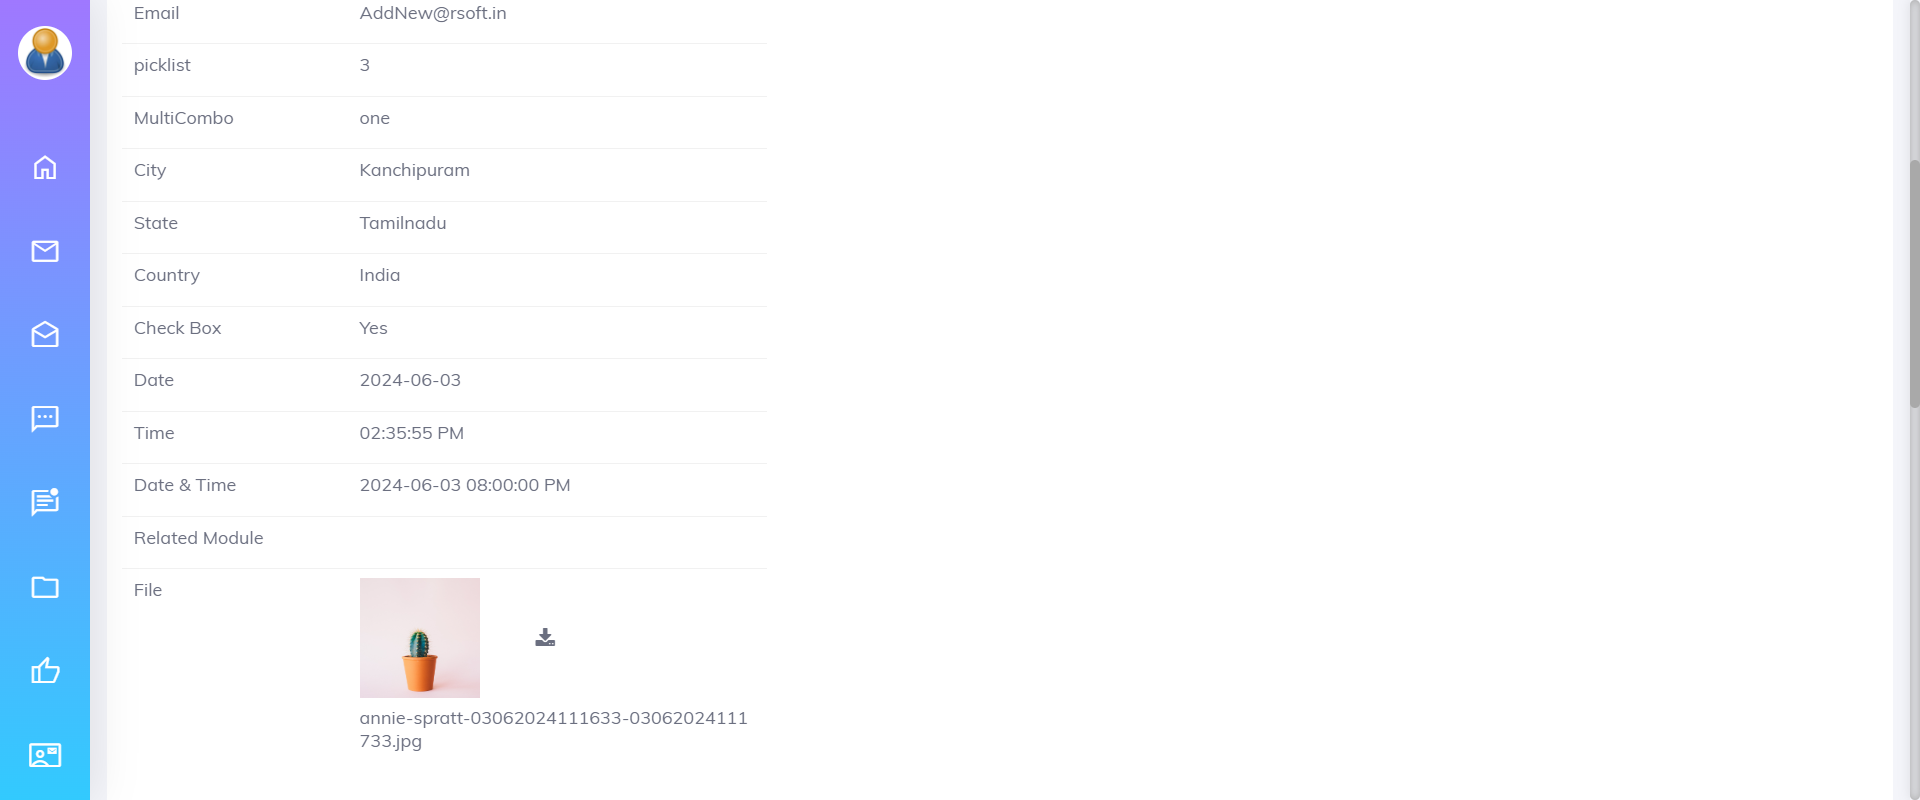 Email AddNew@rsoft.in
picklist 3
MultiCombo one
City Kanchipuram
State Tamilnadu
Country India
Check Box Yes
Date 2024-06-03
Time 02:35:55 PM
Date & Time 2024-06-03 08:00:00 PM
Related Module
File
annie-spratt-03062024111633-03062024111
733.jpg